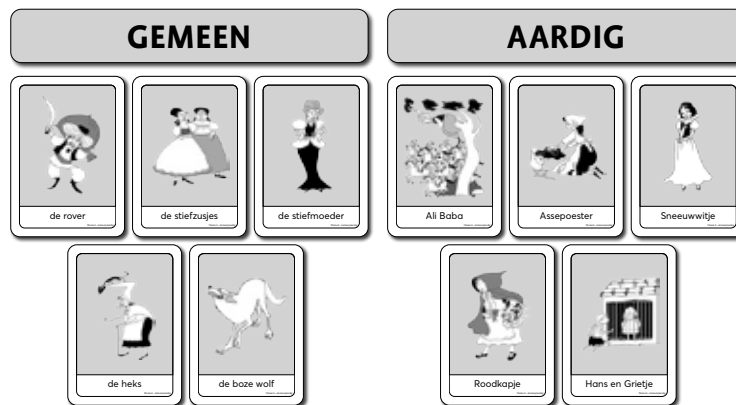 GEMEEN
de rover
de stiefzusjes
de stiefmoeder
de heks
de boze wolf
AARDIG
Ali Baba
Assepoester
Sneeuwwitje
Roodkapje
Hans en Grietje